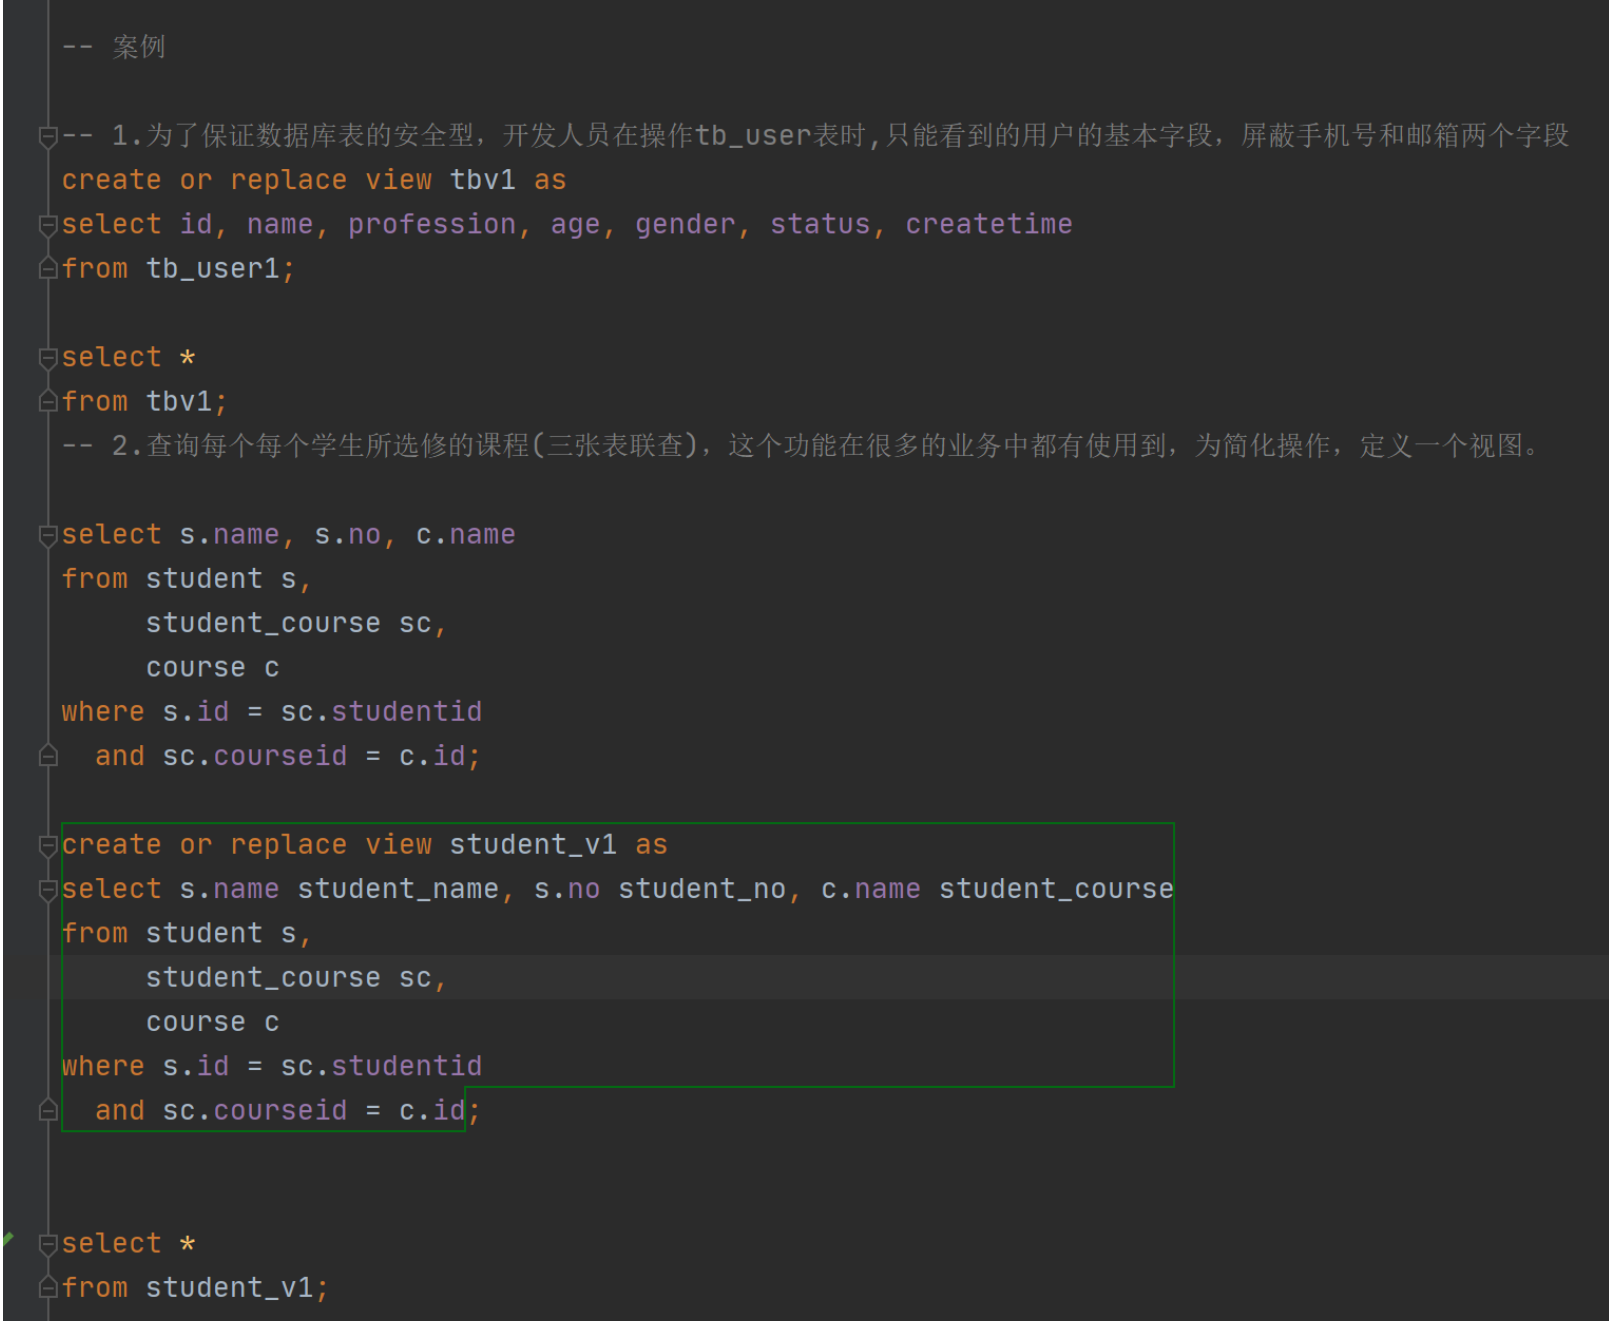 -- 案例
-- 1.为了保证数据库表的安全型，开发人员在操作tb_user表时,只能看到的用户的基本字段，屏蔽手机号和邮箱两个字段
create or replace view tbv1 as
select id, name, profession, age, gender, status, createtime
from tb_user1;
select *
from tbv1;
-- 2.查询每个每个学生所选修的课程(三张表联查)，这个功能在很多的业务中都有使用到，为简化操作，定义一个视图。
select s.name, s.no, c.name
from student s,
     student_course sc,
     course c
where s.id = sc.studentid
  and sc.courseid = c.id;
create or replace view student_v1 as
select s.name student_name, s.no student_no, c.name student_course
from student s,
     student_course sc,
     course c
where s.id = sc.studentid
  and sc.courseid = c.id;
select *
from student_v1;